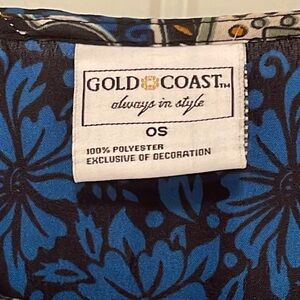 GOLD COAST™
always in style
OS
100% POLYESTER
EXCLUSIVE OF DECORATION